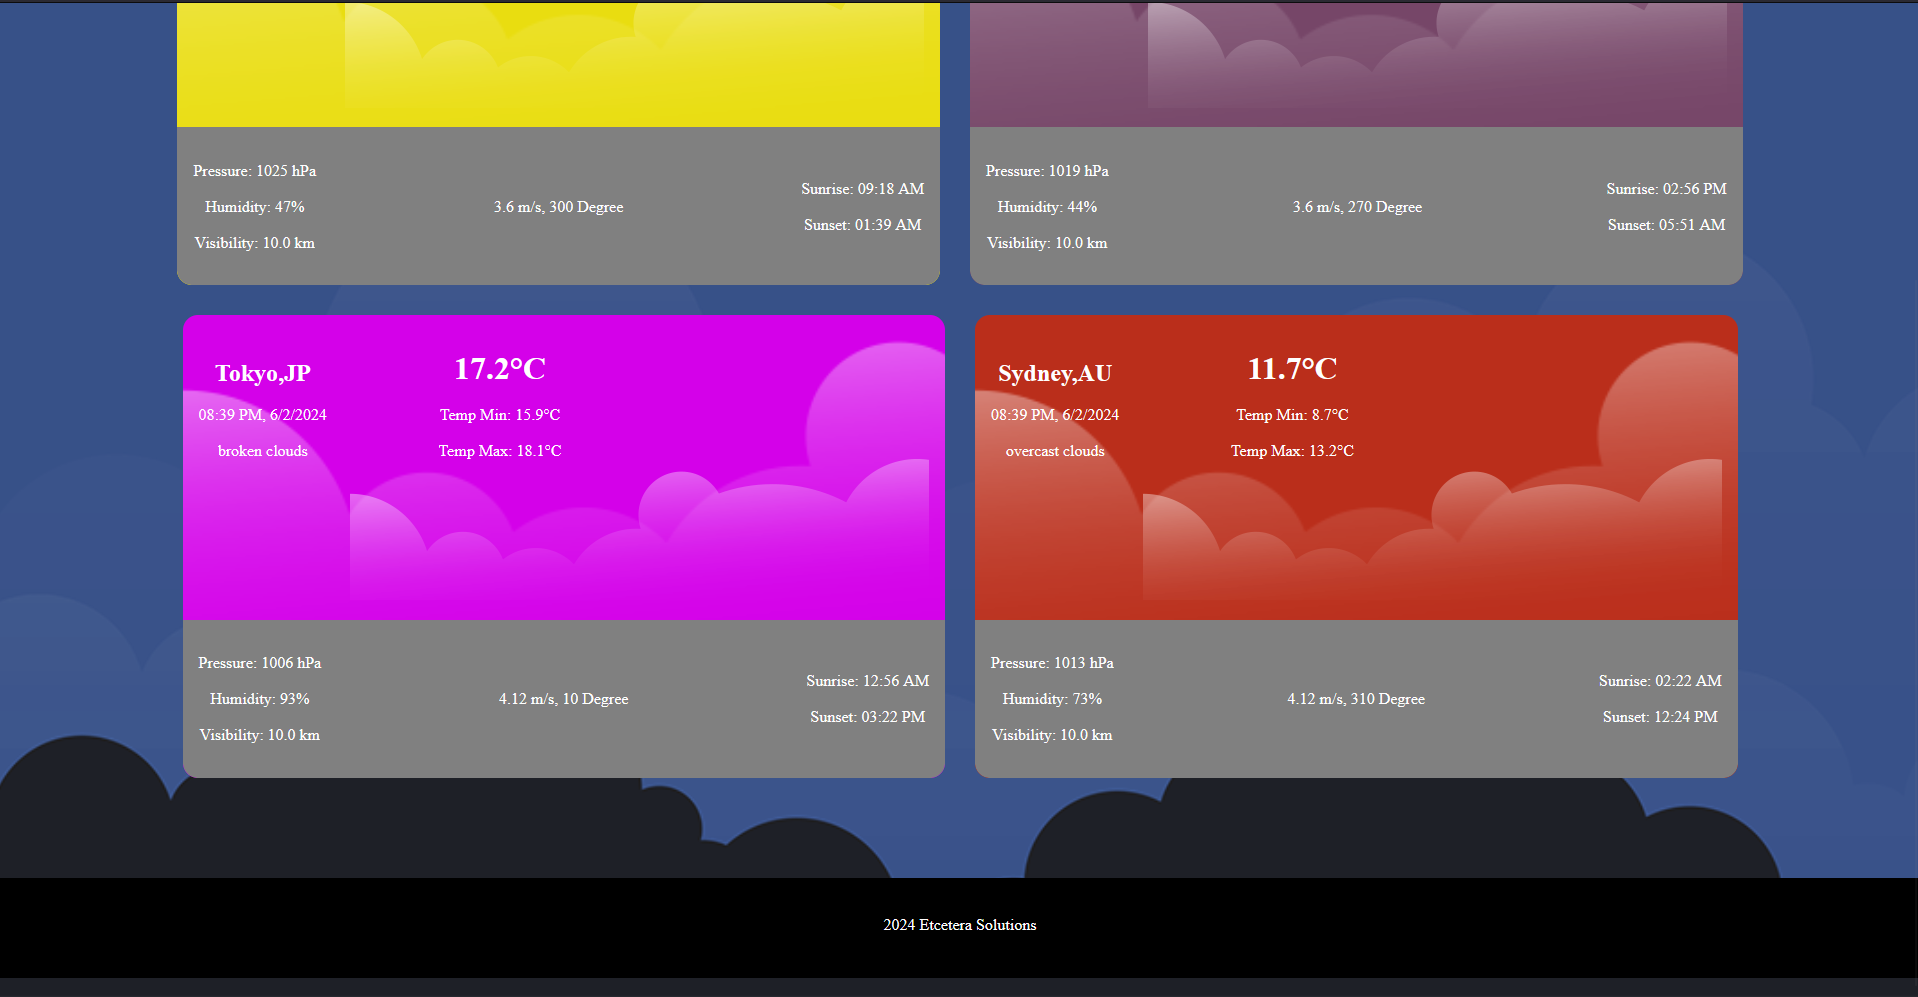 Pressure: 1025 hPa
Humidity: 47%
Visibility: 10.0 km
3.6 m/s, 300 Degree
Sunrise: 09:18 AM
Sunset: 01:39 AM
Pressure: 1019 hPa
Humidity: 44%
Visibility: 10.0 km
3.6 m/s, 270 Degree
Sunrise: 02:56 PM
Sunset: 05:51 AM
Tokyo,JP
08:39 PM, 6/2/2024
broken clouds
17.2°C
Temp Min: 15.9°C
Temp Max: 18.1°C
Pressure: 1006 hPa
Humidity: 93%
Visibility: 10.0 km
4.12 m/s, 10 Degree
Sunrise: 12:56 AM
Sunset: 03:22 PM
Sydney,AU
08:39 PM, 6/2/2024
overcast clouds
11.7°C
Temp Min: 8.7°C
Temp Max: 13.2°C
Pressure: 1013 hPa
Humidity: 73%
Visibility: 10.0 km
4.12 m/s, 310 Degree
Sunrise: 02:22 AM
Sunset: 12:24 PM
2024 Etcetera Solutions